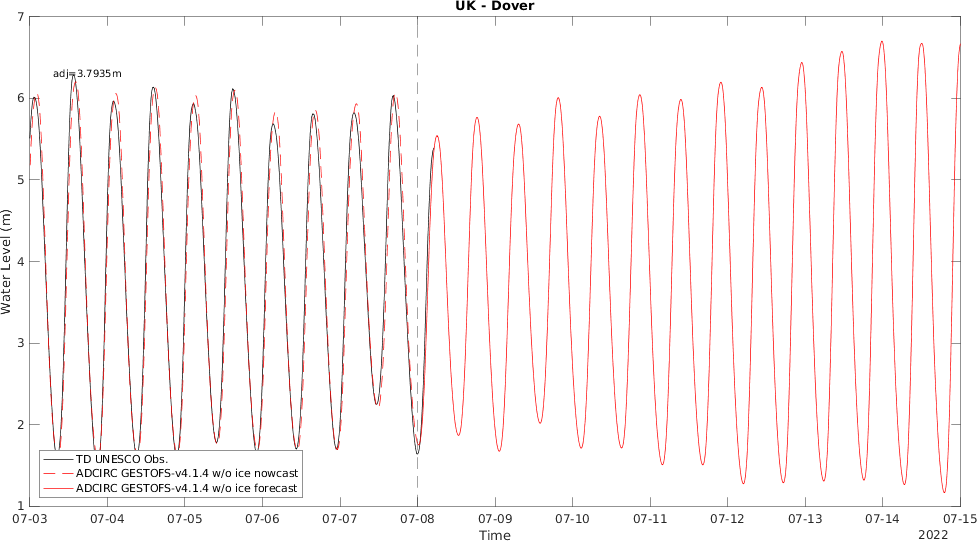 UK - Dover
7
adj=3.7935m
6
5
4
3
2
1
Water Level (m)
TD UNESCO Obs.
ADCIRC GESTOFS-v4.1.4 w/o ice nowcast
ADCIRC GESTOFS-v4.1.4 w/o ice forecast
07-03 07-04 07-05 07-06 07-07 07-08 07-09 07-10 07-11 07-12 07-13 07-14 07-15
Time
2022